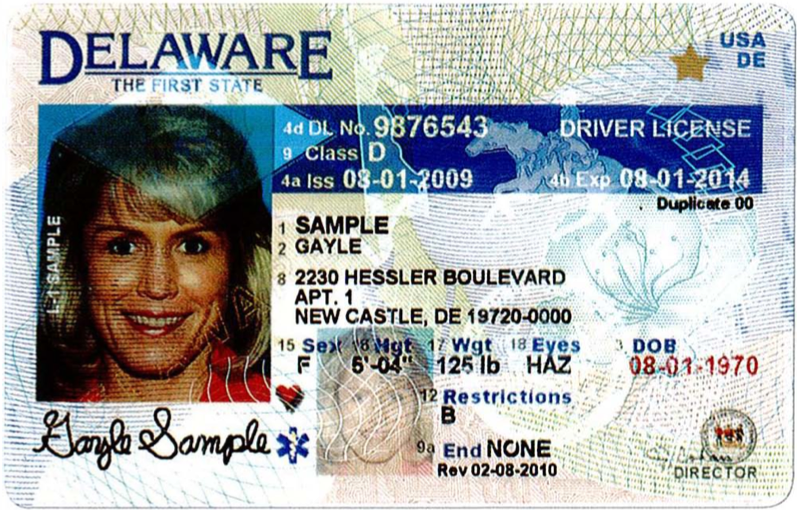 DELAWARE
THE FIRST STATE
USA
DE
4d DL No. 9876543
DRIVER LICENSE
9 Class D
4a Iss 08-01-2009
4b Exp 08-01-2014
Duplicate 00
1 SAMPLE
2 GAYLE
8 2230 HESSLER BOULEVARD
APT. 1
NEW CASTLE, DE 19720-0000
15 Sex 16 Hgt 17 Wgt 18 Eyes 3 DOB
F 5'-04" 125 lb HAZ 08-01-1970
12 Restrictions
B
9a End NONE
Rev 02-08-2010
Gayle Sample
DIRECTOR